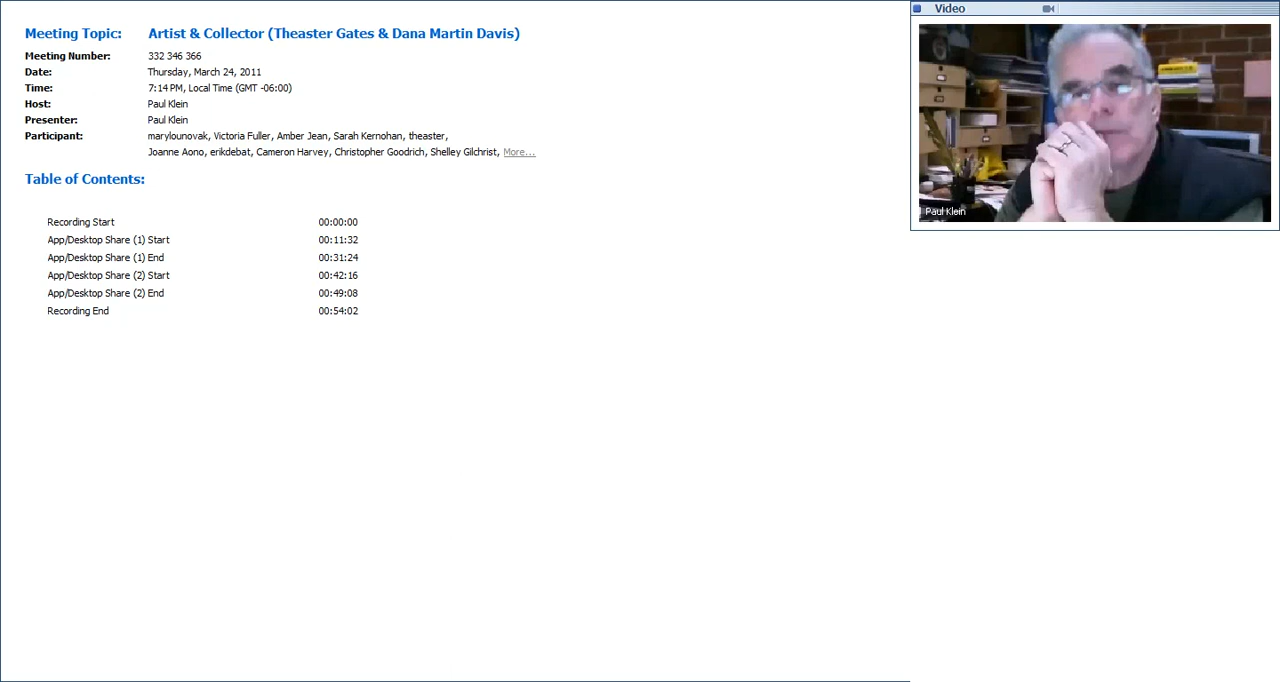 Meeting Topic: Artist & Collector (Theaster Gates & Dana Martin Davis)
Meeting Number: 332 346 366
Date: Thursday, March 24, 2011
Time: 7:14 PM, Local Time (GMT -06:00)
Host: Paul Klein
Presenter: Paul Klein
Participant: marylounovak, Victoria Fuller, Amber Jean, Sarah Kernohan, theaster,
Joanne Aono, erikdebat, Cameron Harvey, Christopher Goodrich, Shelley Gilchrist, More...
Table of Contents:
Recording Start 00:00:00
App/Desktop Share (1) Start 00:11:32
App/Desktop Share (1) End 00:31:24
App/Desktop Share (2) Start 00:42:16
App/Desktop Share (2) End 00:49:08
Recording End 00:54:02
Video
Paul Klein